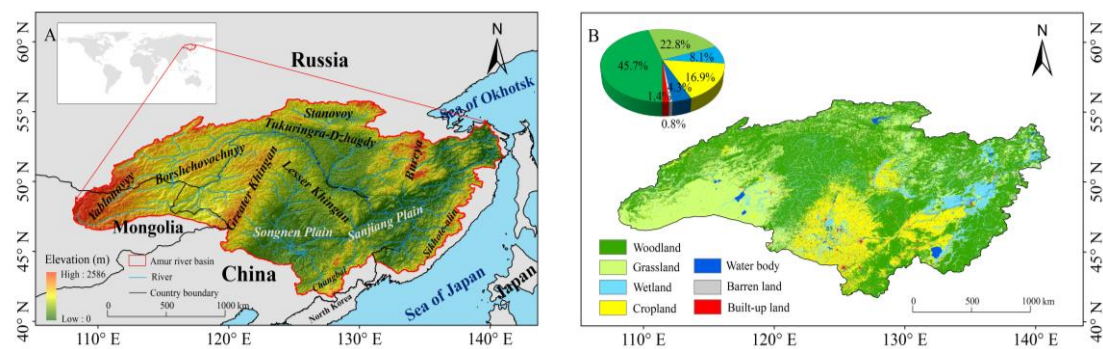 A
N
60° N
55° N
50° N
45° N
40° N
Russia
Sea of Okhotsk
Stanovoy
Tukuringra-Dzhagdy
Bureya
Borshchovochnyy
Yablonovyy
Greater Khingan
Lesser Khingan
Mongolia
Songnen Plain
Sanjiang Plain
Sikhote-alin
China
Changbai
North Korea
Sea of Japan
Japan
Elevation (m)
High : 2586
Low : 0
Amur river basin
River
Country boundary
0 500 1000 km
110° E
120° E
130° E
140° E
B
N
45.7%
22.8%
8.1%
16.9%
1.4%
0.8%
60° N
55° N
50° N
45° N
40° N
Woodland
Grassland
Wetland
Cropland
Water body
Barren land
Built-up land
0 500 1000 km
110° E
120° E
130° E
140° E